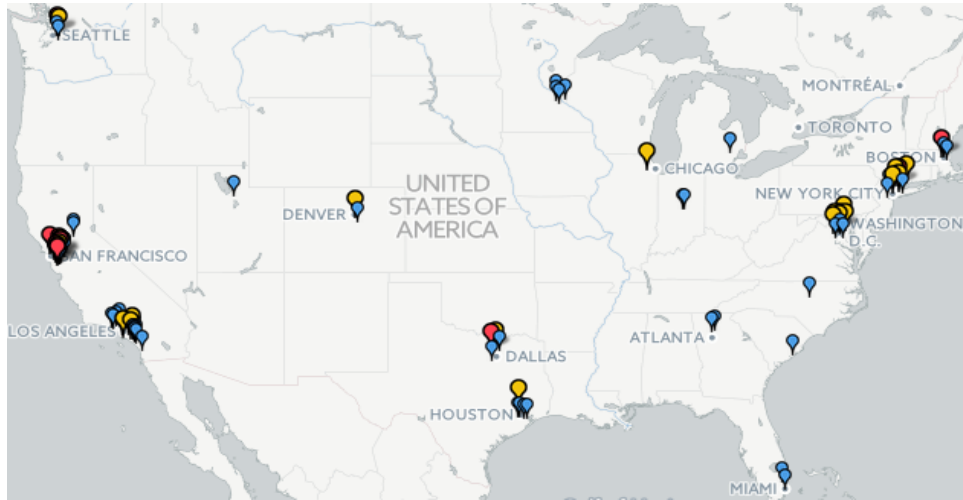 SEATTLE
MONTRÉAL
TORONTO
BOSTON
CHICAGO
UNITED
STATES OF
AMERICA
NEW YORK CITY
DENVER
WASHINGTON
D.C.
SAN FRANCISCO
LOS ANGELES
ATLANTA
DALLAS
HOUSTON
MIAMI